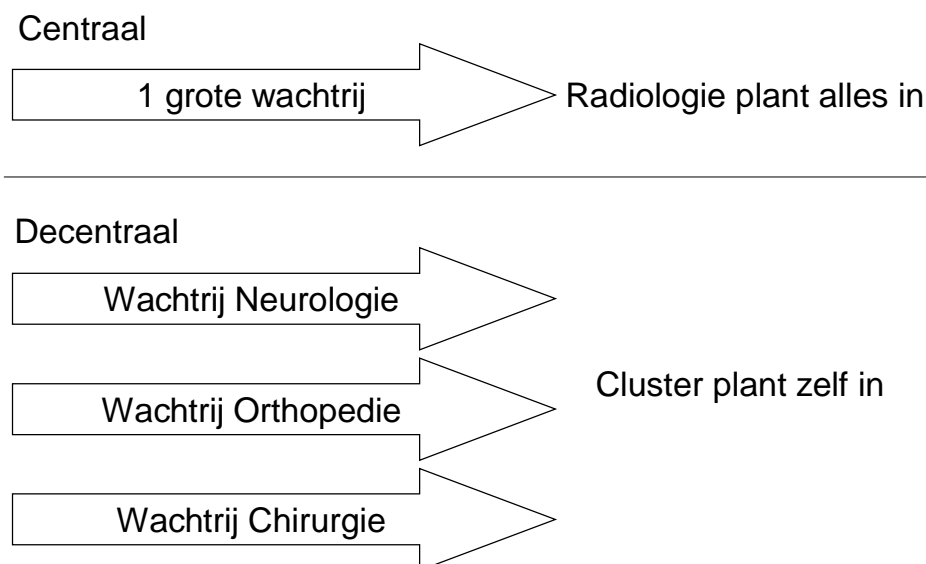 Centraal
1 grote wachtrij
Radiologie plant alles in
Decentraal
Wachtrij Neurologie
Wachtrij Orthopedie
Cluster plant zelf in
Wachtrij Chirurgie